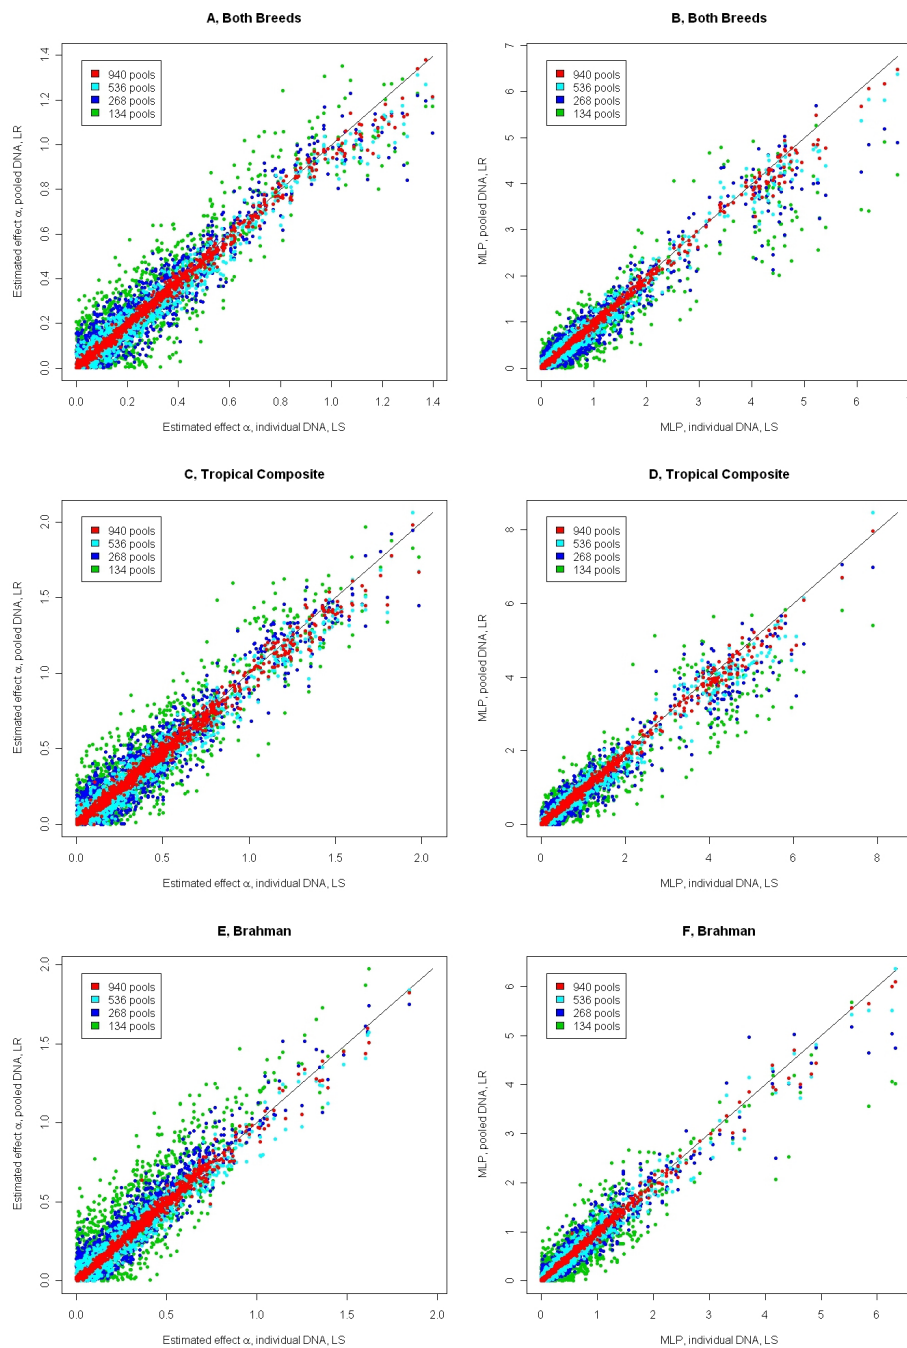 A, Both Breeds
Estimated effect α, pooled DNA, LR
1.4
1.2
1.0
0.8
0.6
0.4
0.2
0.0
940 pools
536 pools
268 pools
134 pools
0.0 0.2 0.4 0.6 0.8 1.0 1.2 1.4
Estimated effect α, individual DNA, LS
B, Both Breeds
MLP, pooled DNA, LR
7
6
5
4
3
2
1
0
940 pools
536 pools
268 pools
134 pools
0 1 2 3 4 5 6
MLP, individual DNA, LS
C, Tropical Composite
Estimated effect α, pooled DNA, LR
2.0
1.5
1.0
0.5
0.0
940 pools
536 pools
268 pools
134 pools
0.0 0.5 1.0 1.5 2.0
Estimated effect α, individual DNA, LS
D, Tropical Composite
MLP, pooled DNA, LR
8
6
4
2
0
940 pools
536 pools
268 pools
134 pools
0 2 4 6 8
MLP, individual DNA, LS
E, Brahman
Estimated effect α, pooled DNA, LR
2.0
1.5
1.0
0.5
0.0
940 pools
536 pools
268 pools
134 pools
0.0 0.5 1.0 1.5 2.0
Estimated effect α, individual DNA, LS
F, Brahman
MLP, pooled DNA, LR
6
5
4
3
2
1
0
940 pools
536 pools
268 pools
134 pools
0 1 2 3 4 5 6
MLP, individual DNA, LS